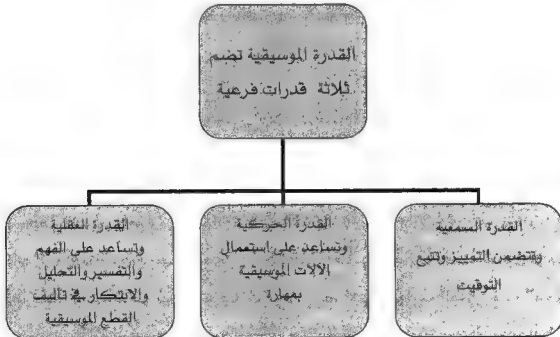 القدرة الموسيقية تضم
ثلاثة قدرات فرعية
القدرة السمعية
وتتضمن التمييز وتتبع
التوقيت
القدرة الحركية
وتساعد على استعمال
الآلات الموسيقية
بمهارة
القدرة العقلية
وتساعد على الفهم
والتفسير والتحليل
والابتكار في تأليف
القطع الموسيقية